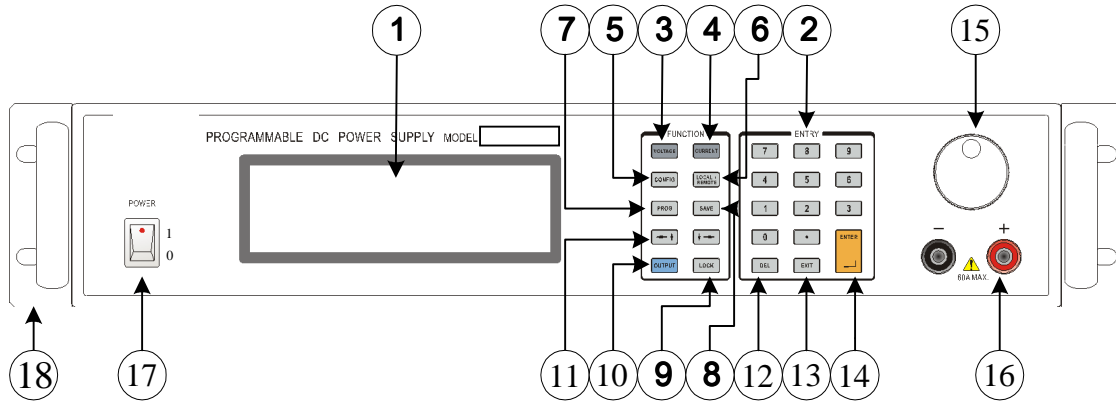 7 5 3 4 6 2
1
15
PROGRAMMABLE DC POWER SUPPLY MODEL
FUNCTION
VOLTAGE CURRENT
CONFIG LOCAL / REMOTE
PROG SAVE
OUTPUT LOCK
ENTRY
7 8 9
4 5 6
1 2 3
0 •
ENTER
DEL EXIT
POWER
1
0
− +
60A MAX.
18 17 11 10 9 8 12 13 14 16